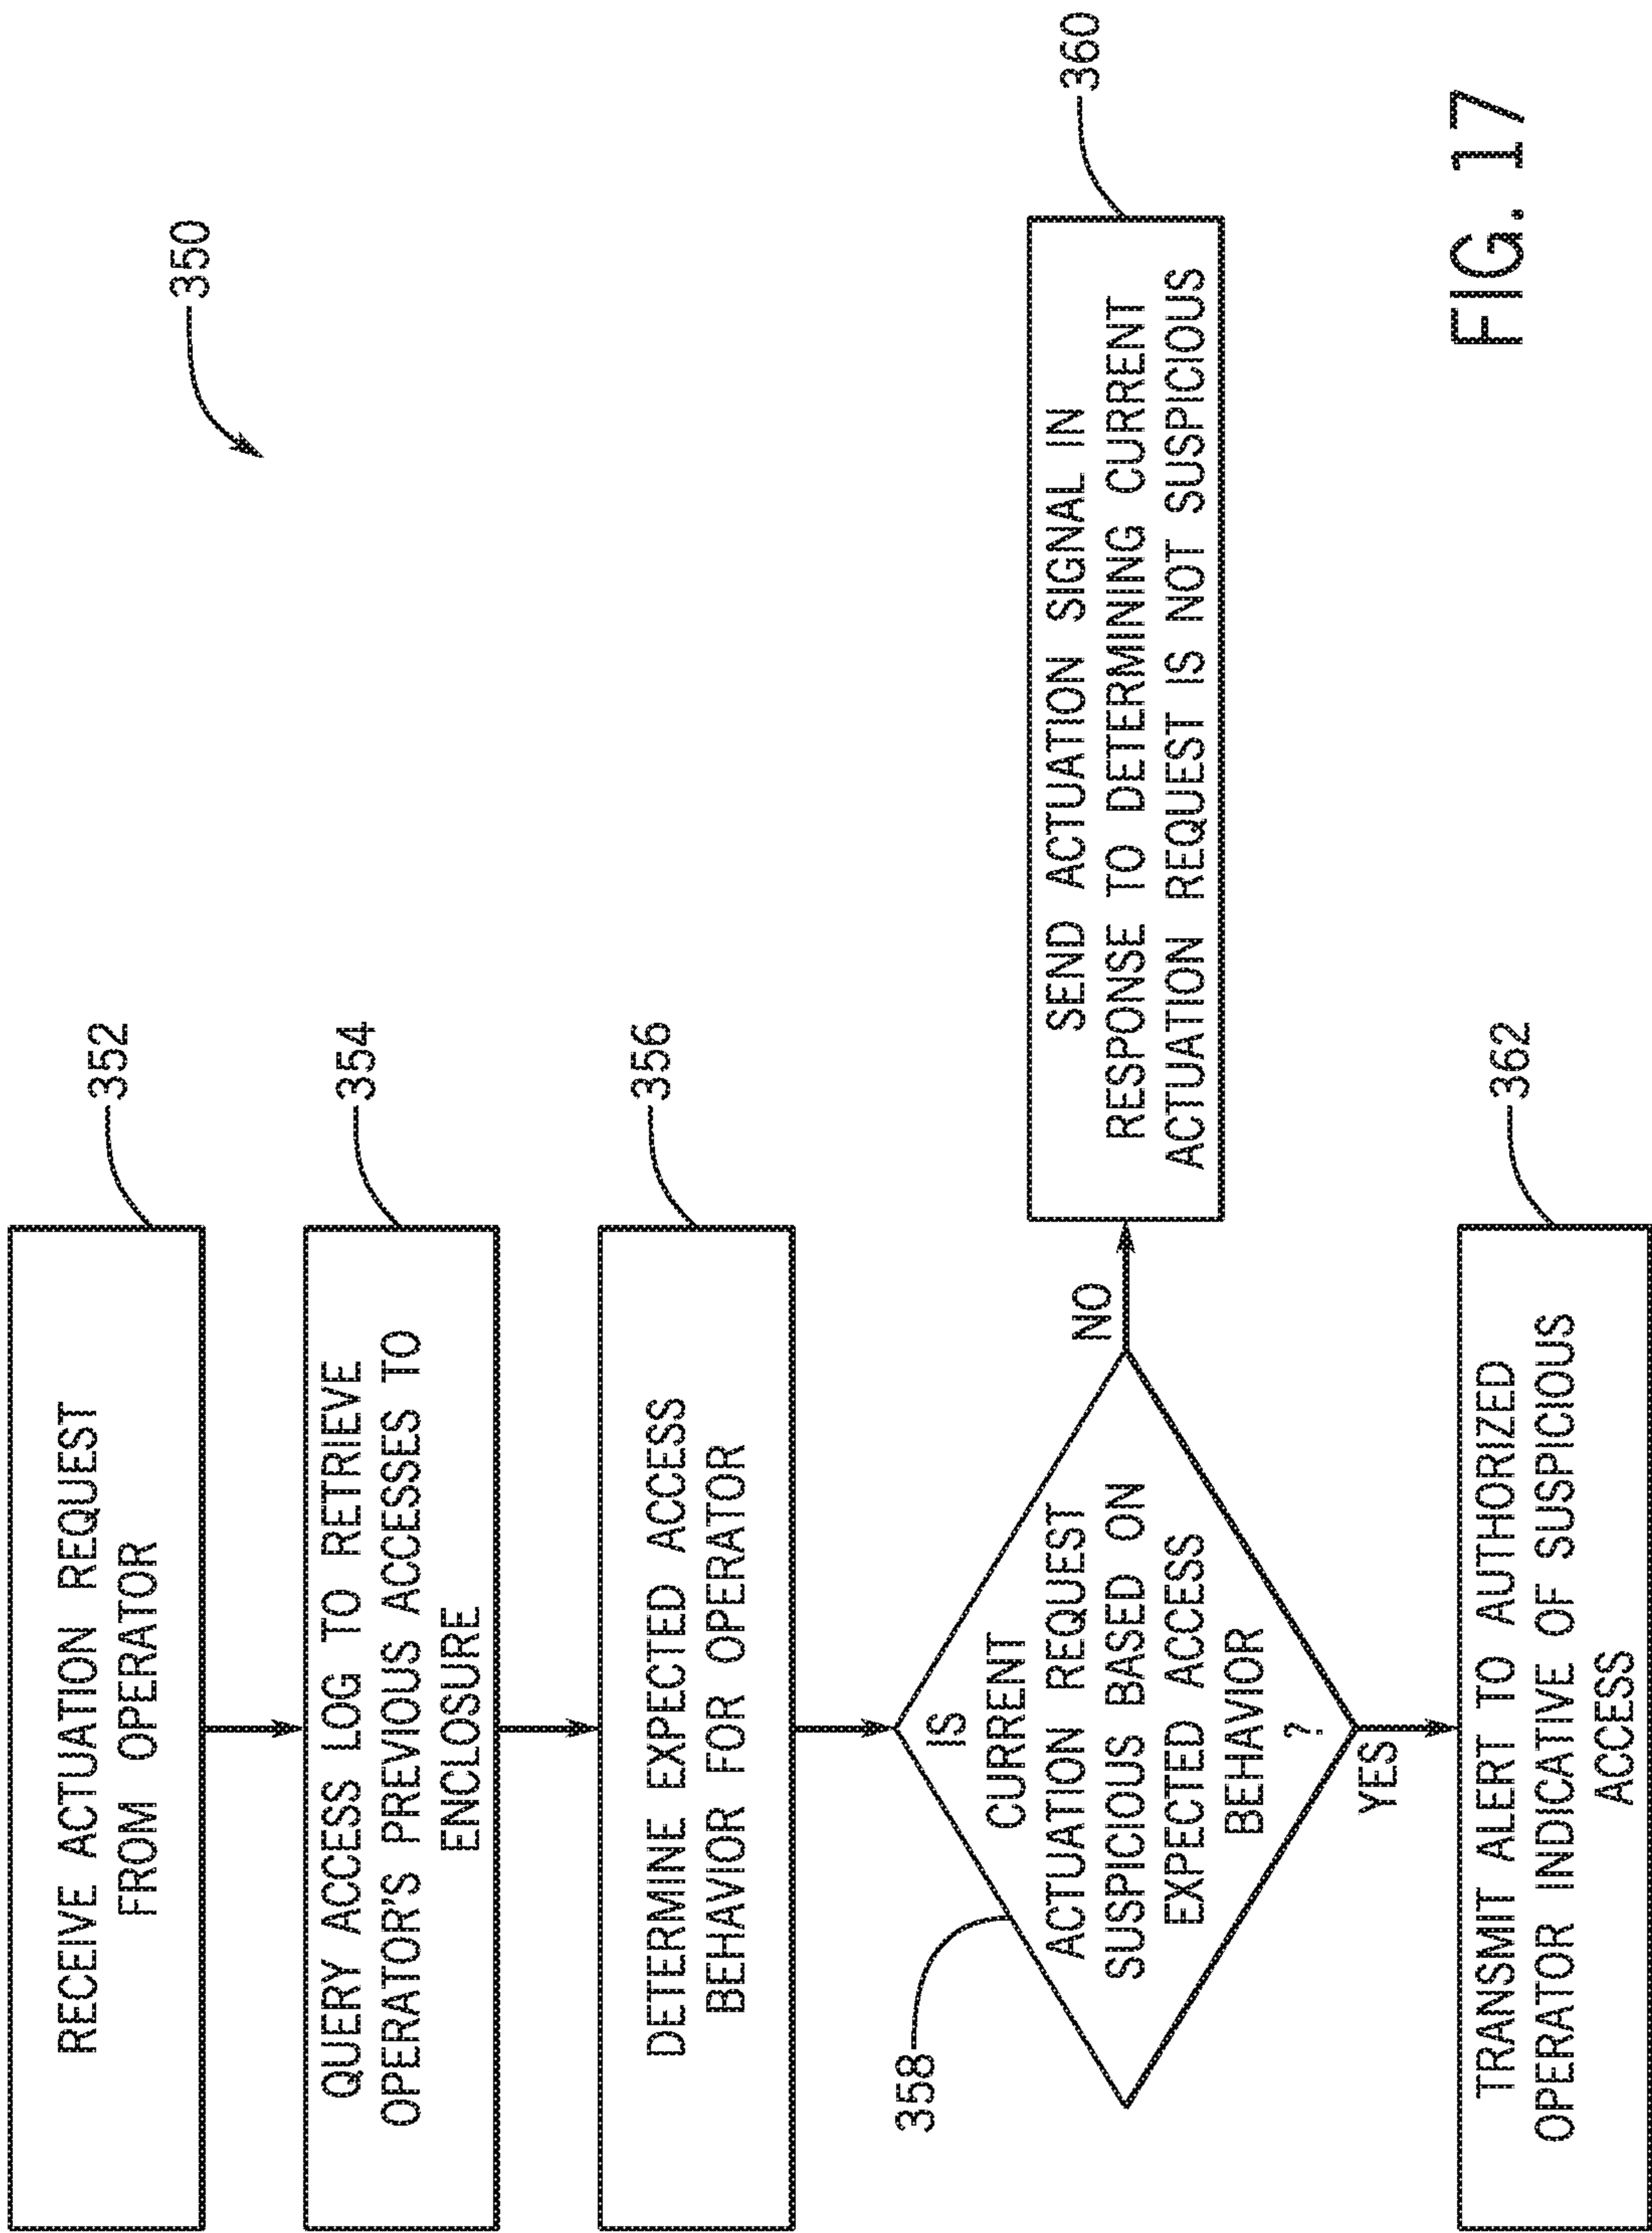 350
352
RECEIVE ACTUATION REQUEST
FROM OPERATOR
354
QUERY ACCESS LOG TO RETRIEVE
OPERATOR'S PREVIOUS ACCESSES TO
ENCLOSURE
356
DETERMINE EXPECTED ACCESS
BEHAVIOR FOR OPERATOR
358
IS
CURRENT
ACTUATION REQUEST
SUSPICIOUS BASED ON
EXPECTED ACCESS
BEHAVIOR
?
NO
360
SEND ACTUATION SIGNAL IN
RESPONSE TO DETERMINING CURRENT
ACTUATION REQUEST IS NOT SUSPICIOUS
YES
362
TRANSMIT ALERT TO AUTHORIZED
OPERATOR INDICATIVE OF SUSPICIOUS
ACCESS
FIG. 17